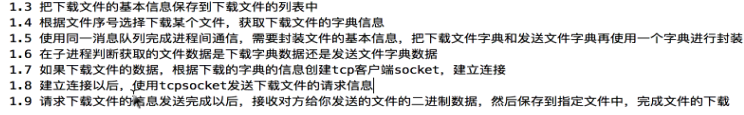 1.3 把下载文件的基本信息保存到下载文件的列表中
1.4 根据文件序号选择下载某个文件，获取下载文件的字典信息
1.5 使用同一消息队列完成进程间通信，需要封装文件的基本信息，把下载文件字典和发送文件字典再使用一个字典进行封装
1.6 在子进程判断获取的文件数据是下载字典数据还是发送文件字典数据
1.7 如果下载文件的数据，根据下载的字典的信息创建tcp客户端socket，建立连接
1.8 建立连接以后，使用tcpsocket发送下载文件的请求信息
1.9 请求下载文件的信息发送完成以后，接收对方给你发送的文件的二进制数据，然后保存到指定文件中，完成文件的下载